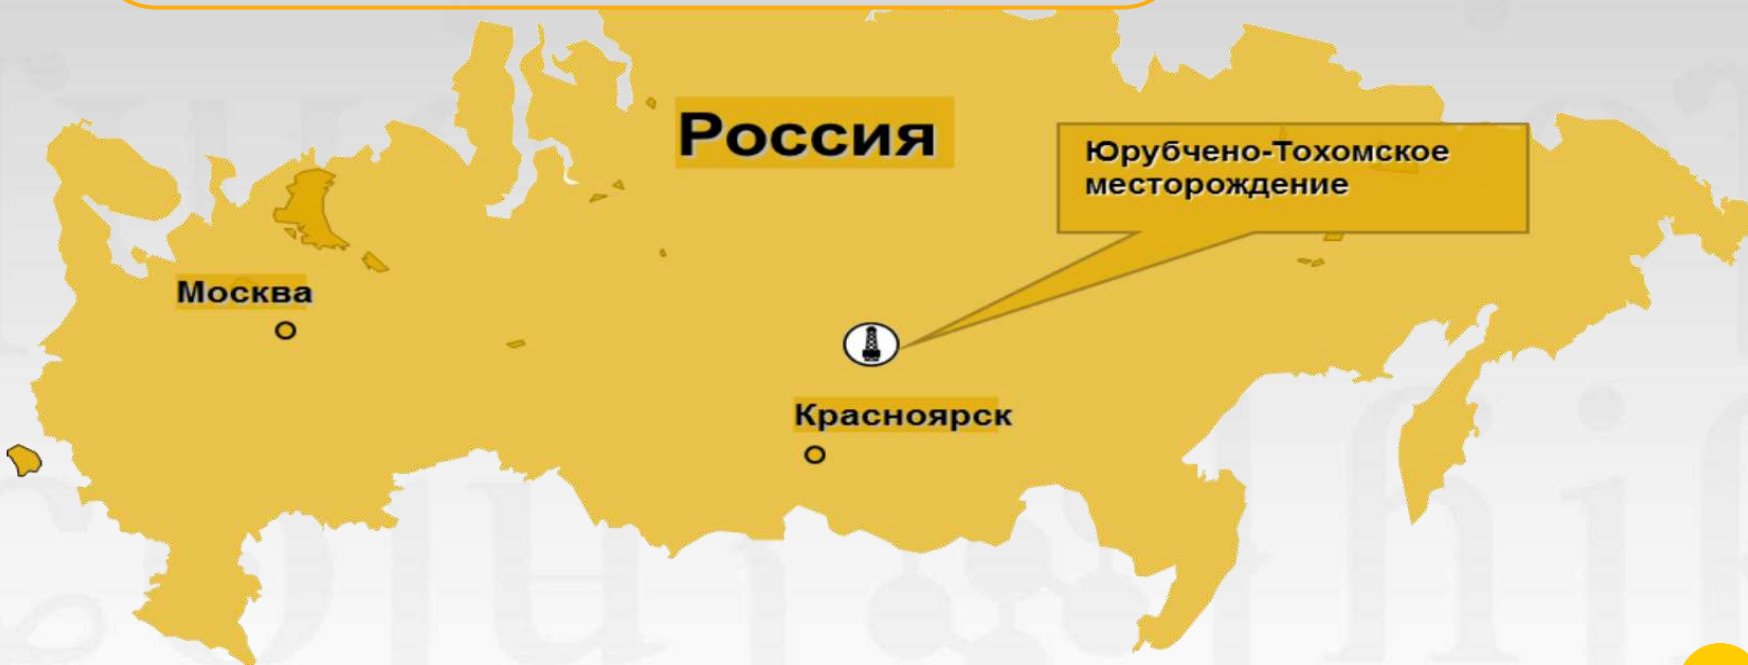 Россия
Юрубчено-Тохомское
месторождение
Москва
Красноярск